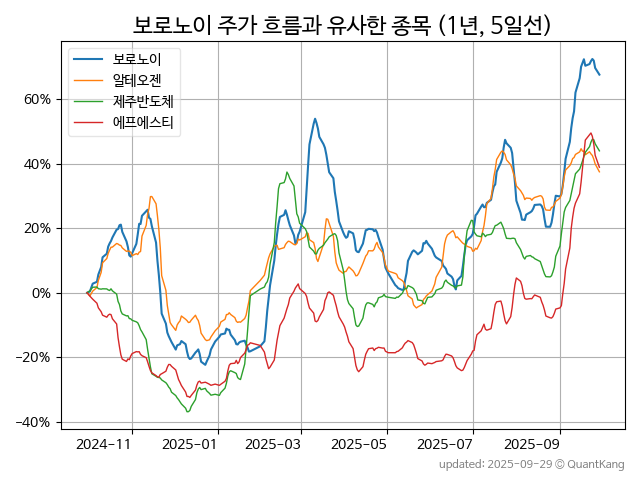 보로노이 주가 흐름과 유사한 종목 (1년, 5일선)
보로노이
알테오젠
제주반도체
에프에스티
60%
40%
20%
0%
−20%
−40%
2024-11
2025-01
2025-03
2025-05
2025-07
2025-09
updated: 2025-09-29 © QuantKang